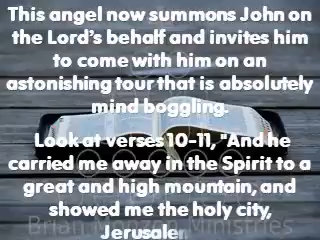 This angel now summons John on
the Lord's behalf and invites him
to come with him on an
astonishing tour that is absolutely
mind boggling.
Look at verses 10-11, "And he
carried me away in the Spirit to a
great and high mountain, and
showed me the holy city,
Brian Ministries
Jerusale